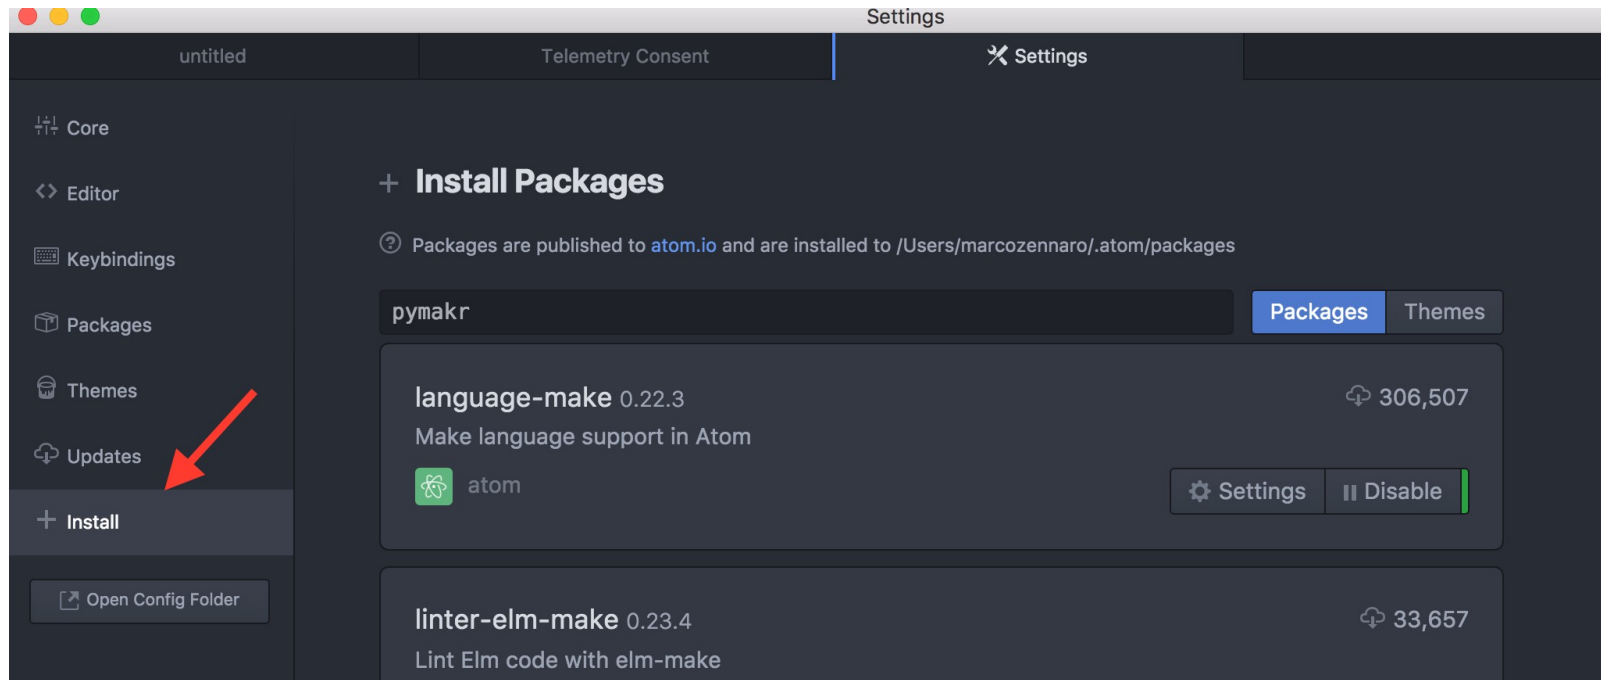 Settings
untitled
Telemetry Consent
Settings
Core
Editor
Keybindings
Packages
Themes
Updates
Install
Open Config Folder
Install Packages
Packages are published to atom.io and are installed to /Users/marcozennaro/.atom/packages
pymakr
Packages Themes
language-make 0.22.3
306,507
Make language support in Atom
atom
Settings Disable
linter-elm-make 0.23.4
33,657
Lint Elm code with elm-make